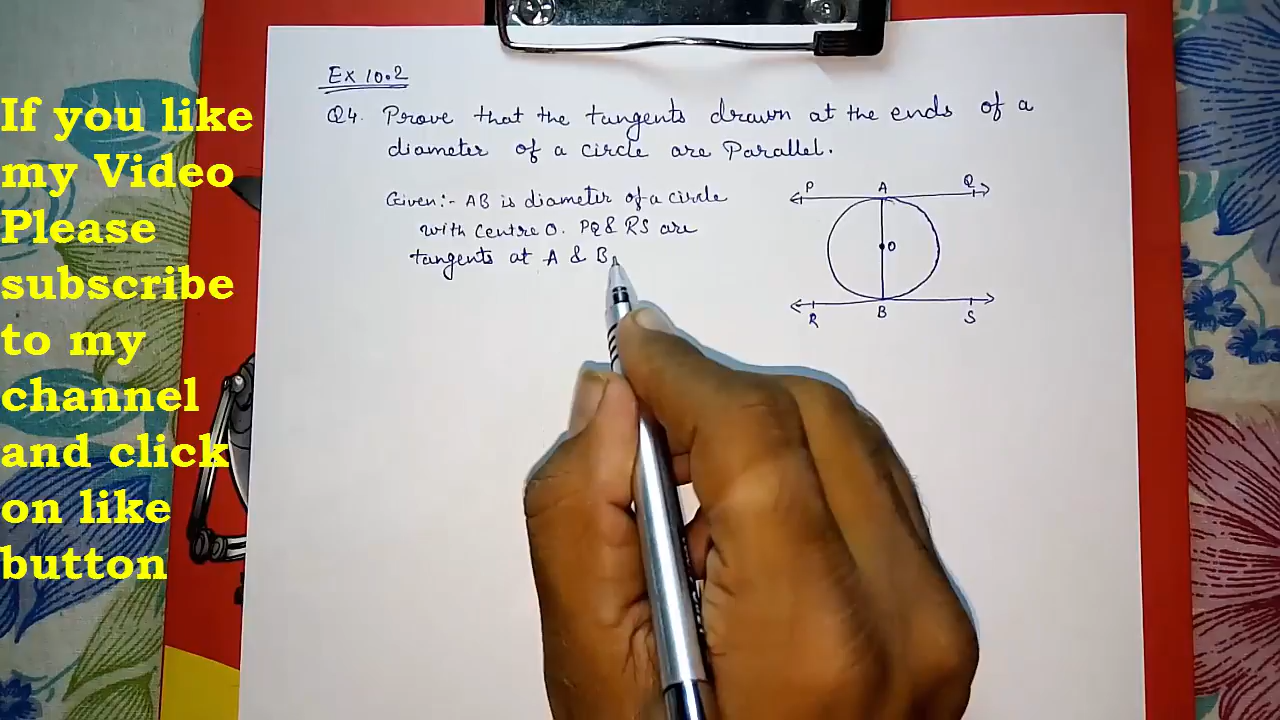 If you like
my Video
Please
subscribe
to my
channel
and click
on like
button
Ex 10.2
Q4. Prove that the tangents drawn at the ends of a
diameter of a circle are Parallel.
Given:- AB is diameter of a circle
with centre O. PQ & RS are
tangents at A & B
P A Q
O
R B S